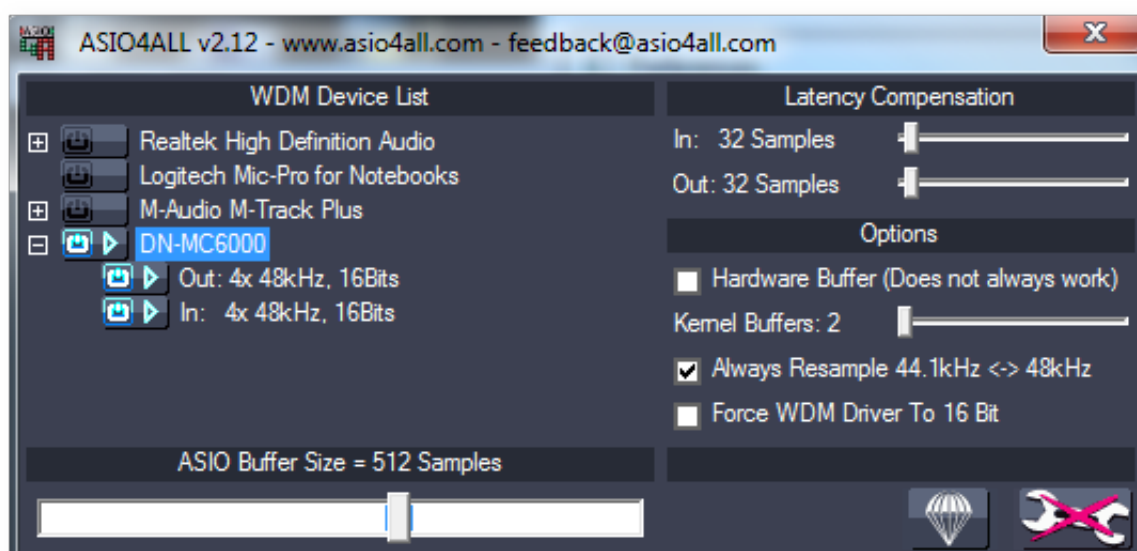 ASIO4ALL v2.12 - www.asio4all.com - feedback@asio4all.com
WDM Device List
Realtek High Definition Audio
Logitech Mic-Pro for Notebooks
M-Audio M-Track Plus
DN-MC6000
Out: 4x 48kHz, 16Bits
In: 4x 48kHz, 16Bits
ASIO Buffer Size = 512 Samples
Latency Compensation
In: 32 Samples
Out: 32 Samples
Options
Hardware Buffer (Does not always work)
Kernel Buffers: 2
Always Resample 44.1kHz <-> 48kHz
Force WDM Driver To 16 Bit